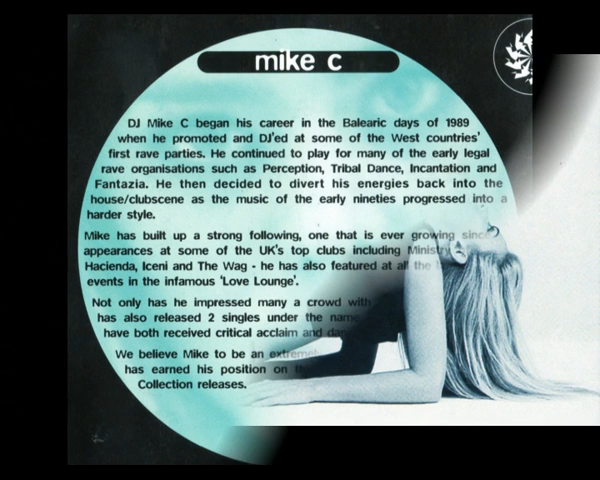 mike c
DJ Mike C began his career in the Balearic days of 1989
when he promoted and DJ'ed at some of the West countries'
first rave parties. He continued to play for many of the early legal
rave organisations such as Perception, Tribal Dance, Incantation and
Fantazia. He then decided to divert his energies back into the
house/clubscene as the music of the early nineties progressed into a
harder style.
Mike has built up a strong following, one that is ever growing since
appearances at some of the UK's top clubs including Ministry
Hacienda, Iceni and The Wag - he has also featured at all the
events in the infamous 'Love Lounge'.
Not only has he impressed many a crowd with
has also released 2 singles under the name
have both received critical acclaim and
We believe Mike to be an
has earned his position on
Collection releases.